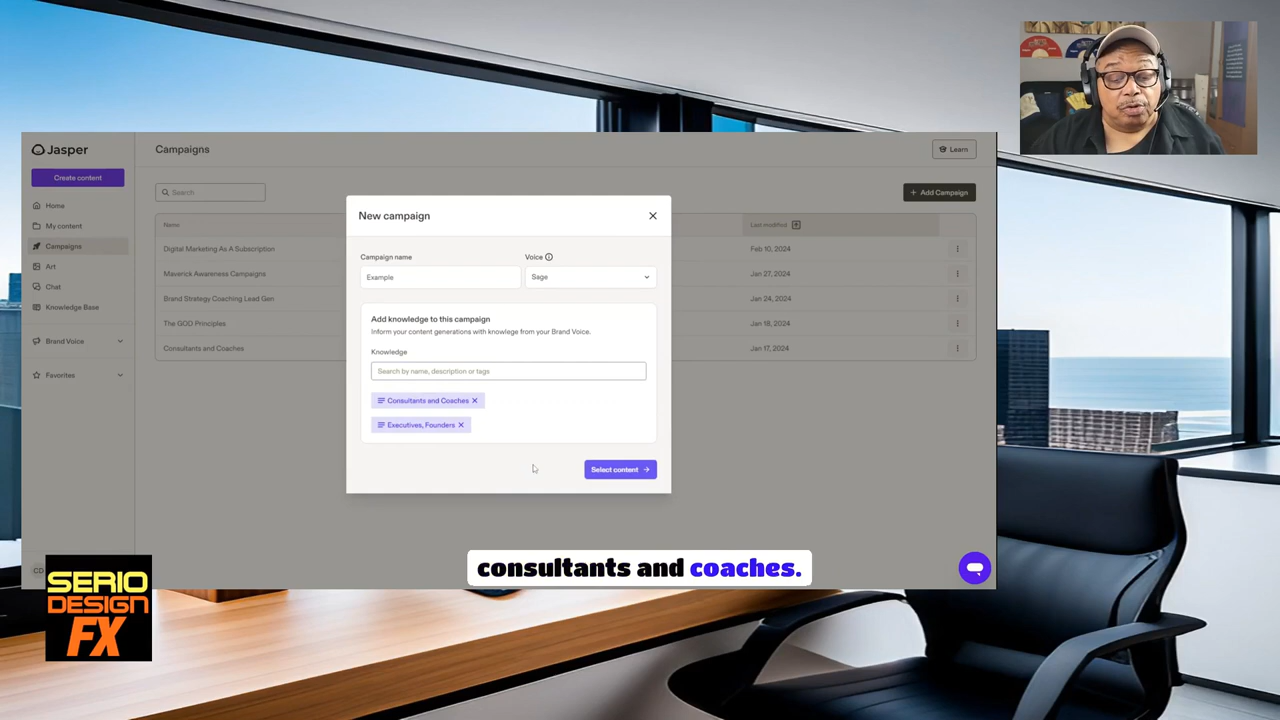 Jasper
Create content
Home
My content
Campaigns
Art
Chat
Knowledge Base
Brand Voice
Favorites
CD
Campaigns
Learn
Search
+ Add Campaign
Name
Last modified
Digital Marketing As A Subscription
Feb 10, 2024
Maverick Awareness Campaigns
Jan 27, 2024
Brand Strategy Coaching Lead Gen
Jan 24, 2024
The GOD Principles
Jan 18, 2024
Consultants and Coaches
Jan 17, 2024
New campaign
Campaign name
Voice
Example
Sage
Add knowledge to this campaign
Inform your content generations with knowlege from your Brand Voice.
Knowledge
Search by name, description or tags
Consultants and Coaches
Executives, Founders
Select content
consultants and coaches.
SERIO
DESIGN
FX